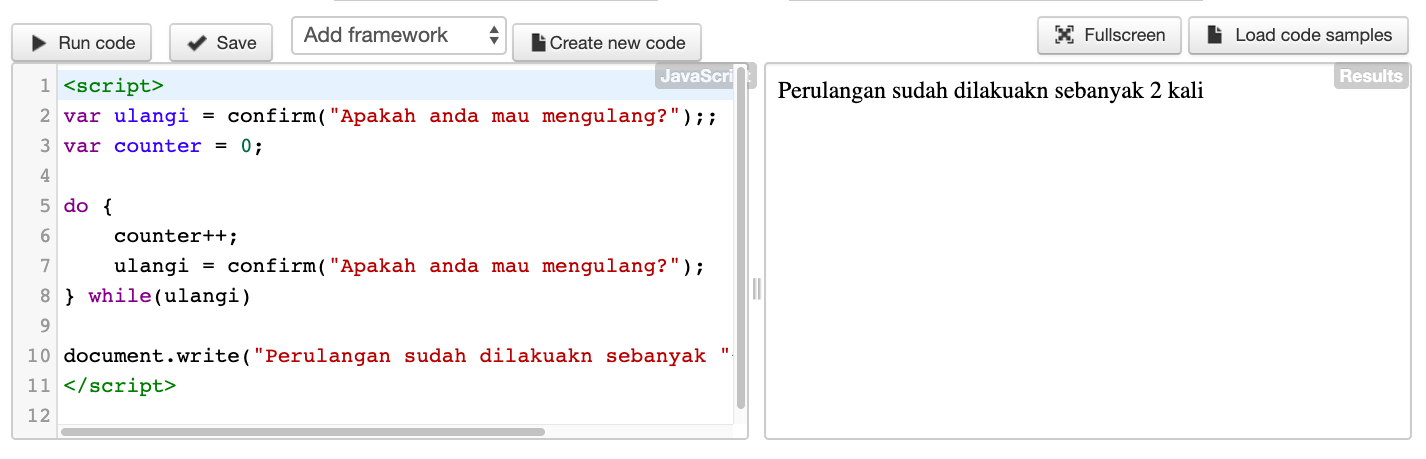 Run code
Save
Add framework
Create new code
Fullscreen
Load code samples
JavaScri
1 <script>
2 var ulangi = confirm("Apakah anda mau mengulang?");;
3 var counter = 0;
4
5 do {
6 counter++;
7 ulangi = confirm("Apakah anda mau mengulang?");
8 } while(ulangi)
9
10 document.write("Perulangan sudah dilakuakn sebanyak "
11 </script>
12
Results
Perulangan sudah dilakuakn sebanyak 2 kali